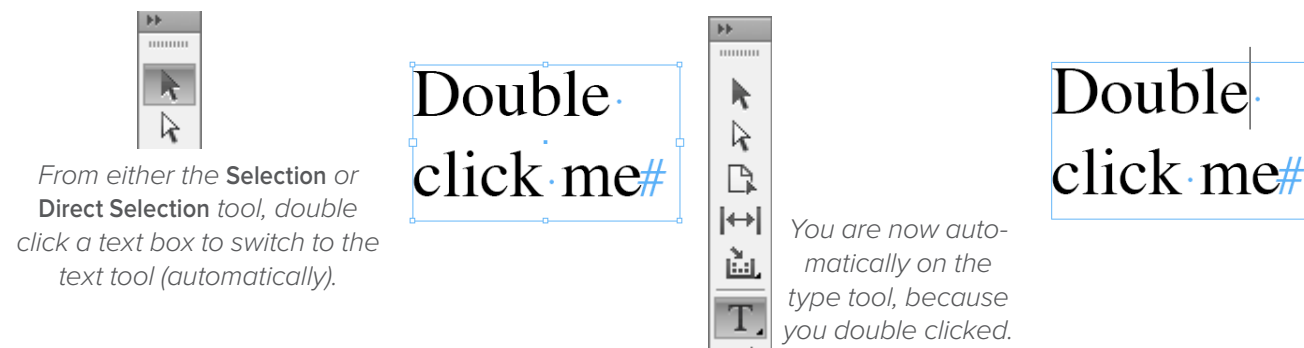 From either the Selection or
Direct Selection tool, double
click a text box to switch to the
text tool (automatically).
Double
click me#
T
You are now auto-
matically on the
type tool, because
you double clicked.
Double
click me#